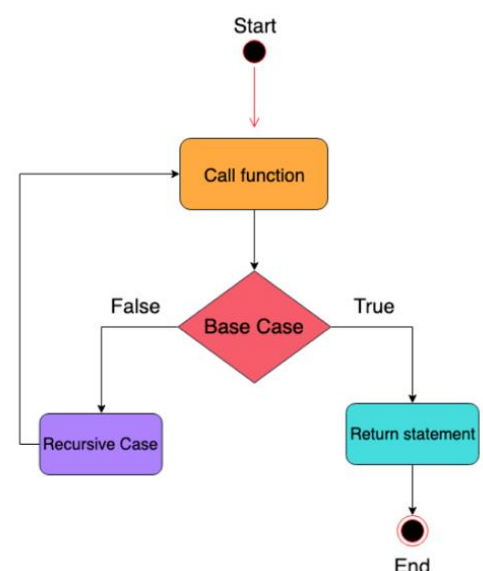 Start
Call function
False
True
Base Case
Recursive Case
Return statement
End